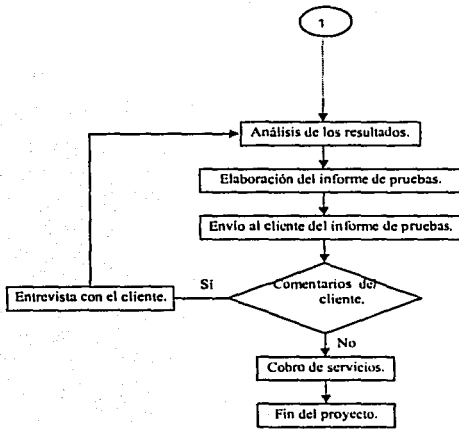 Análisis de los resultados.
Elaboración del informe de pruebas.
Envío al cliente del informe de pruebas.
Comentarios del
cliente.
Sí
Entrevista con el cliente.
No
Cobro de servicios.
Fin del proyecto.